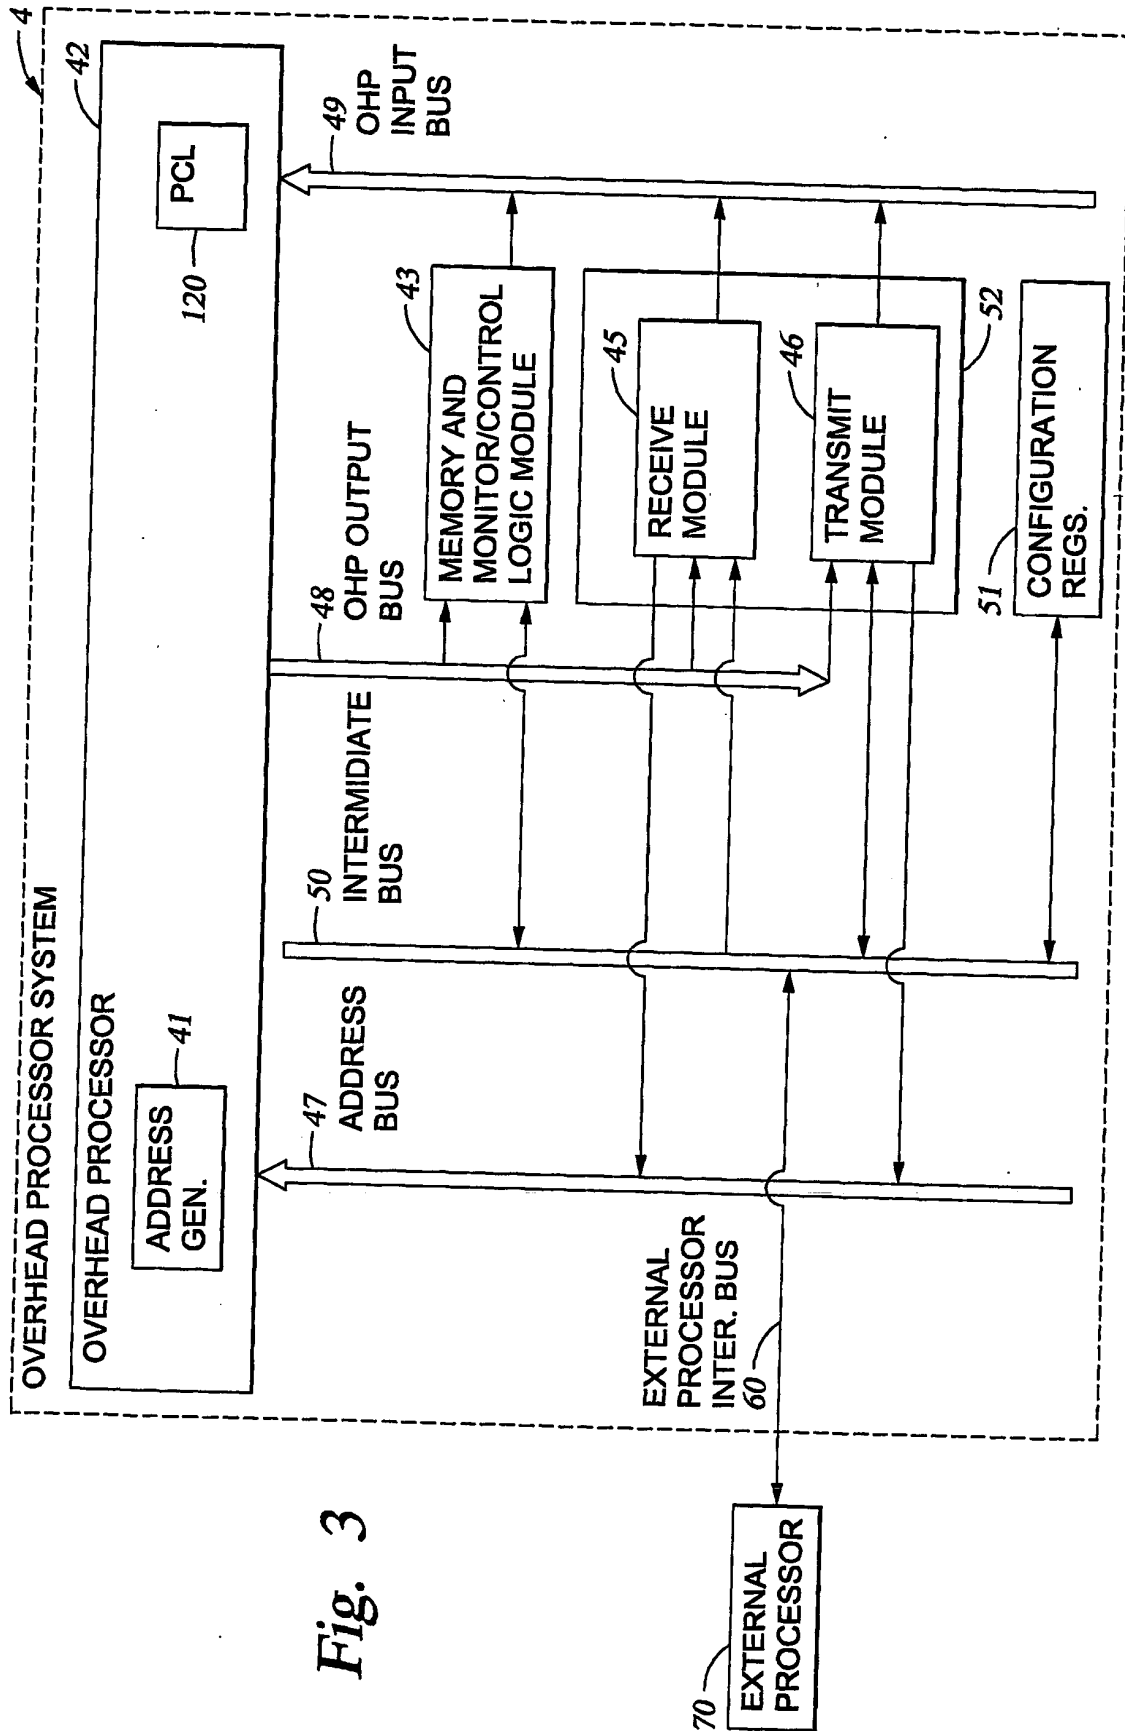 OVERHEAD PROCESSOR SYSTEM
4
OVERHEAD PROCESSOR
42
ADDRESS
GEN.
41
PCL
120
47
ADDRESS
BUS
50
INTERMIDIATE
BUS
48
OHP OUTPUT
BUS
49
OHP
INPUT
BUS
MEMORY AND
MONITOR/CONTROL
LOGIC MODULE
43
RECEIVE
MODULE
45
TRANSMIT
MODULE
46
52
CONFIGURATION
REGS.
51
EXTERNAL
PROCESSOR
INTER. BUS
60
EXTERNAL
PROCESSOR
70
Fig. 3